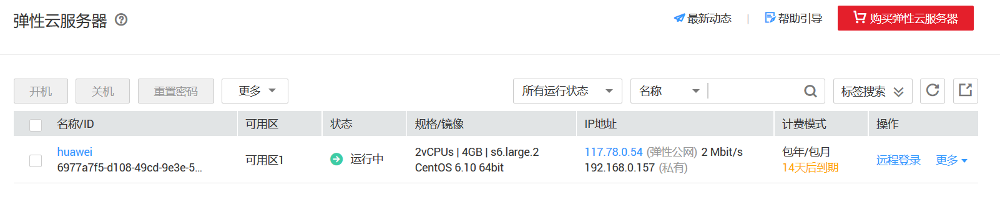 弹性云服务器
最新动态 | 帮助引导 购买弹性云服务器
开机 关机 重置密码 更多 所有运行状态 名称 标签搜索
名称/ID 可用区 状态 规格/镜像 IP地址 计费模式 操作
huawei 可用区1 运行中 2vCPUs | 4GB | s6.large.2 117.78.0.54 (弹性公网) 2 Mbit/s 包年/包月 远程登录 更多
6977a7f5-d108-49cd-9e3e-5... CentOS 6.10 64bit 192.168.0.157 (私有) 14天后到期